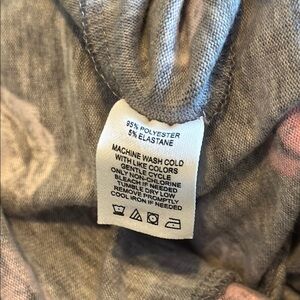 95% POLYESTER
5% ELASTANE
MACHINE WASH COLD
WITH LIKE COLORS
GENTLE CYCLE
ONLY NON-CHLORINE
BLEACH IF NEEDED
TUMBLE DRY LOW
REMOVE PROMPTLY
COOL IRON IF NEEDED